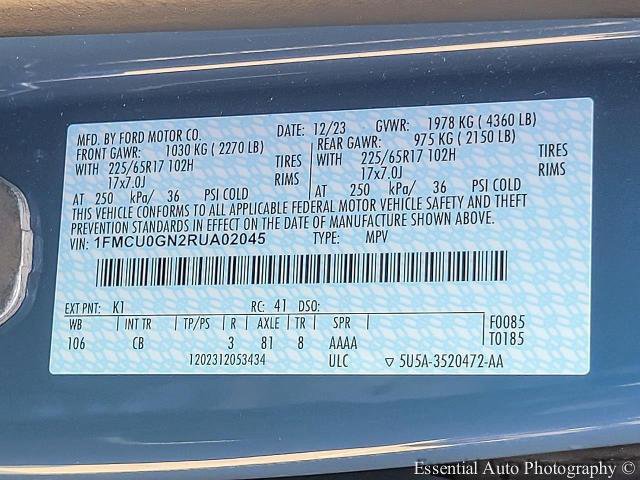 MFD. BY FORD MOTOR CO. DATE: 12/23 GVWR: 1978 KG ( 4360 LB)
FRONT GAWR: 1030 KG ( 2270 LB) REAR GAWR: 975 KG ( 2150 LB)
WITH 225/65R17 102H TIRES WITH 225/65R17 102H TIRES
17x7.0J RIMS 17x7.0J RIMS
AT 250 kPa/ 36 PSI COLD AT 250 kPa/ 36 PSI COLD
THIS VEHICLE CONFORMS TO ALL APPLICABLE FEDERAL MOTOR VEHICLE SAFETY AND THEFT
PREVENTION STANDARDS IN EFFECT ON THE DATE OF MANUFACTURE SHOWN ABOVE.
VIN: 1FMCU0GN2RUA02045 TYPE: MPV
EXT PNT: K1 RC: 41 DSO:
WB INT TR TP/PS R AXLE TR SPR F0085
106 CB 3 81 8 AAAA T0185
1202312053434 ULC ▽ 5U5A-3520472-AA
Essential Auto Photography ©